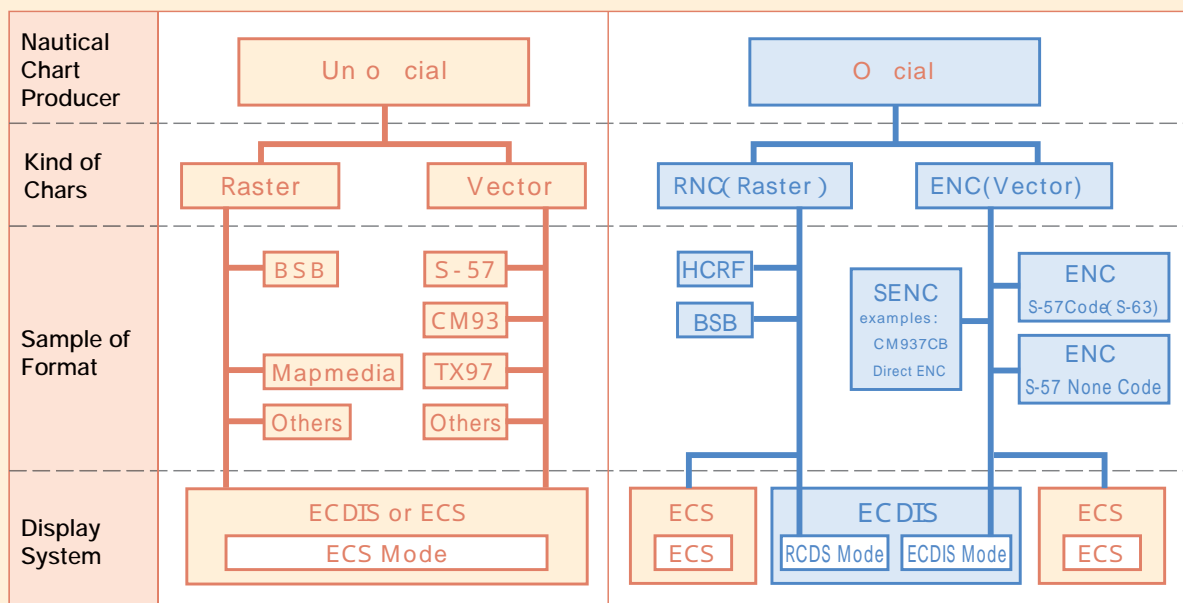 Nautical
Chart
Producer
Un o cial
O cial
Kind of
Chars
Raster
Vector
RNC(Raster)
ENC(Vector)
Sample of
Format
BSB
Mapmedia
Others
S-57
CM93
TX97
Others
HCRF
BSB
SENC
examples:
CM937CB
Direct ENC
ENC
S-57Code(S-63)
ENC
S-57 None Code
Display
System
ECDIS or ECS
ECS Mode
ECS
ECS
ECDIS
RCDS Mode
ECDIS Mode
ECS
ECS